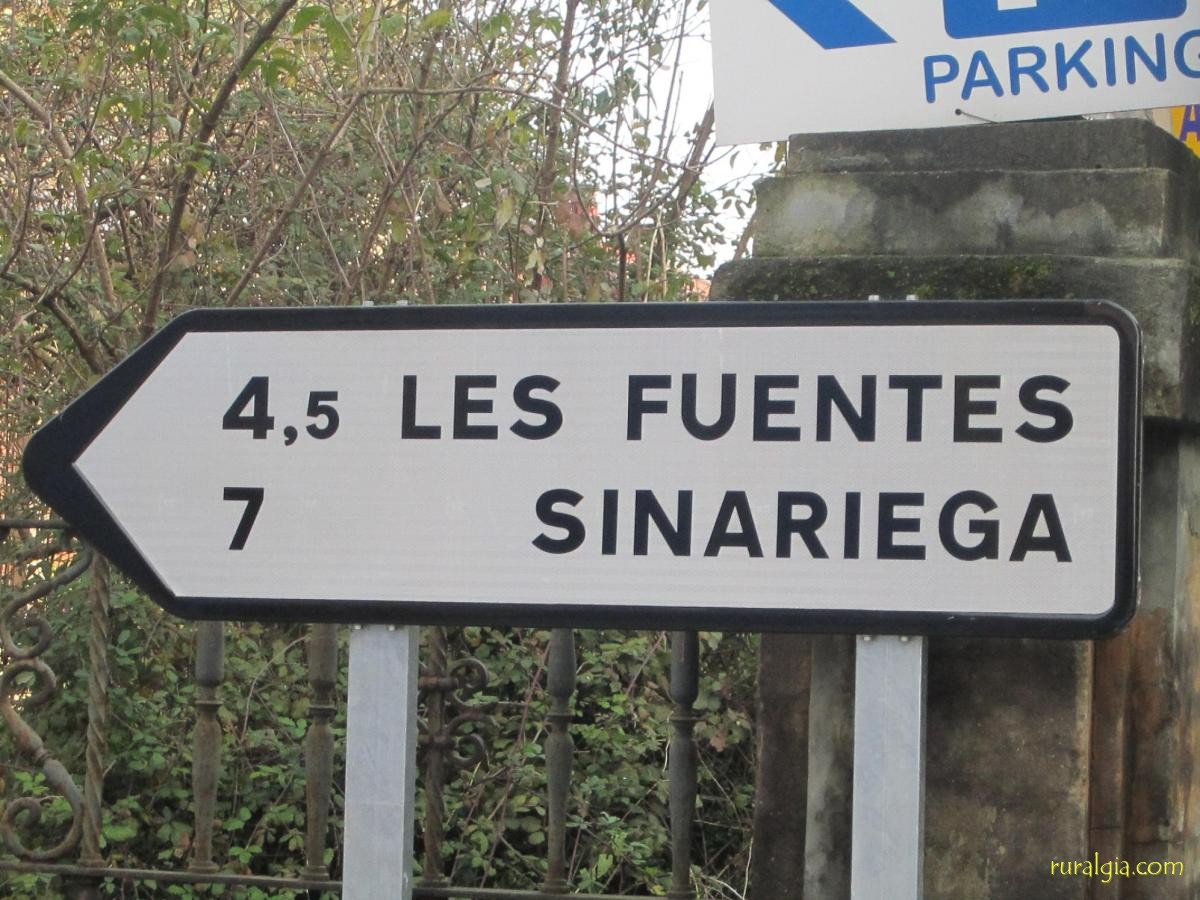 PARKING
4,5 LES FUENTES
7 SINARIEGA
ruralgia.com